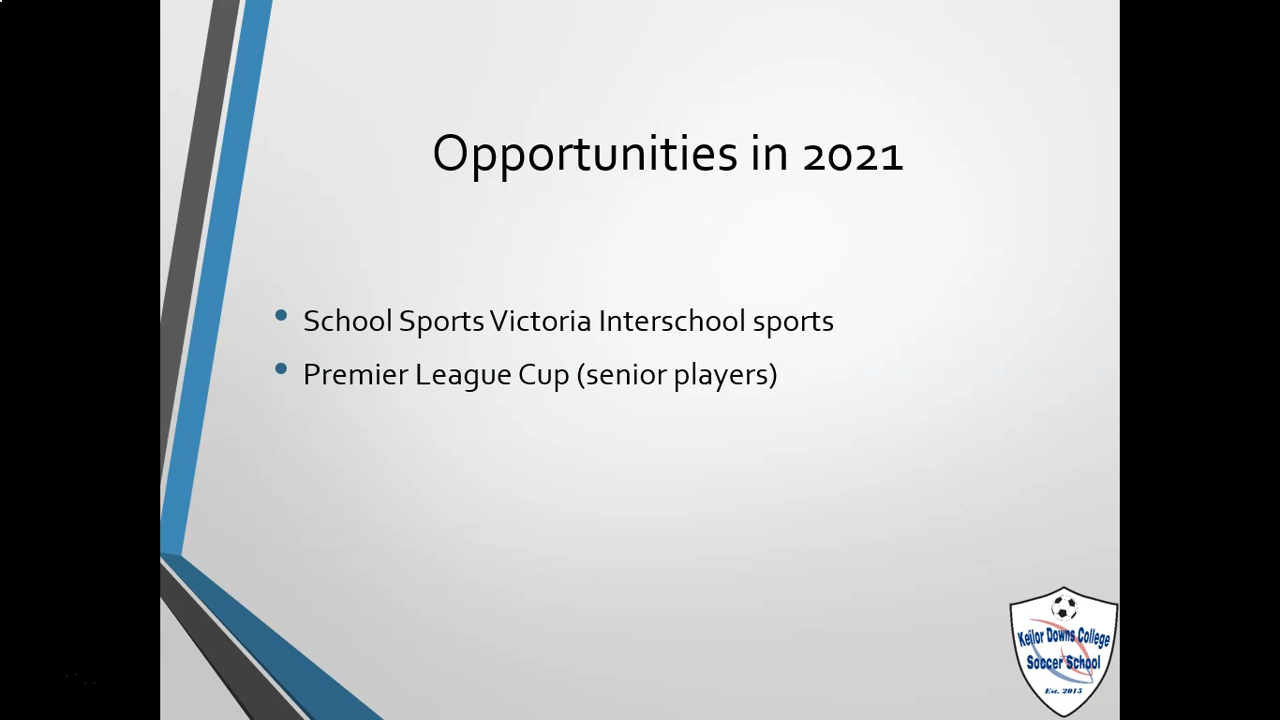 Opportunities in 2021
School Sports Victoria Interschool sports
Premier League Cup (senior players)
Keilor Downs College
Soccer School
Est. 2015